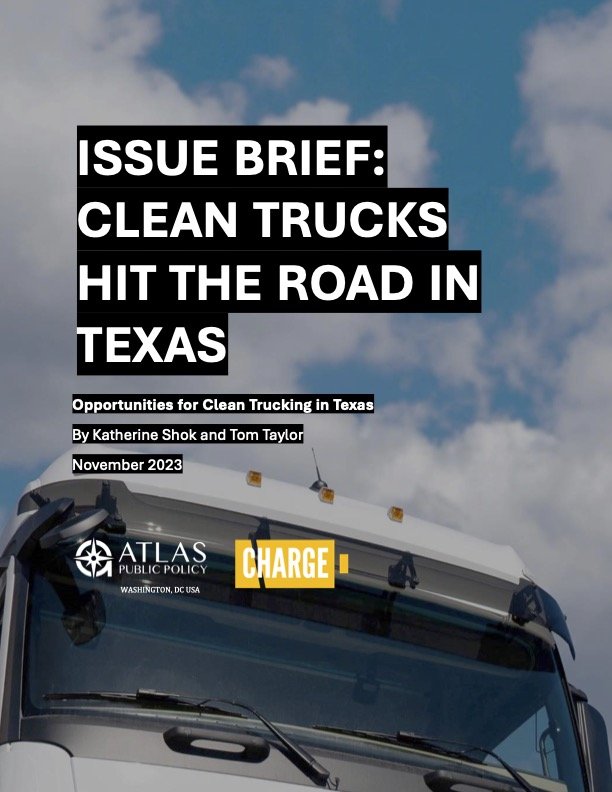 ISSUE BRIEF:
CLEAN TRUCKS
HIT THE ROAD IN
TEXAS
Opportunities for Clean Trucking in Texas
By Katherine Shok and Tom Taylor
November 2023
ATLAS
PUBLIC POLICY
WASHINGTON, DC USA
CHARGE